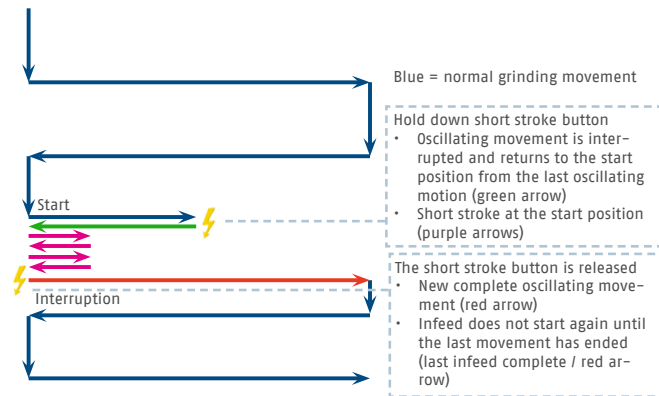 Blue = normal grinding movement
Hold down short stroke button
• Oscillating movement is inter-
rupted and returns to the start
position from the last oscillating
motion (green arrow)
• Short stroke at the start position
(purple arrows)
Start
The short stroke button is released
• New complete oscillating move-
ment (red arrow)
• Infeed does not start again until
the last movement has ended
(last infeed complete / red ar-
row)
Interruption